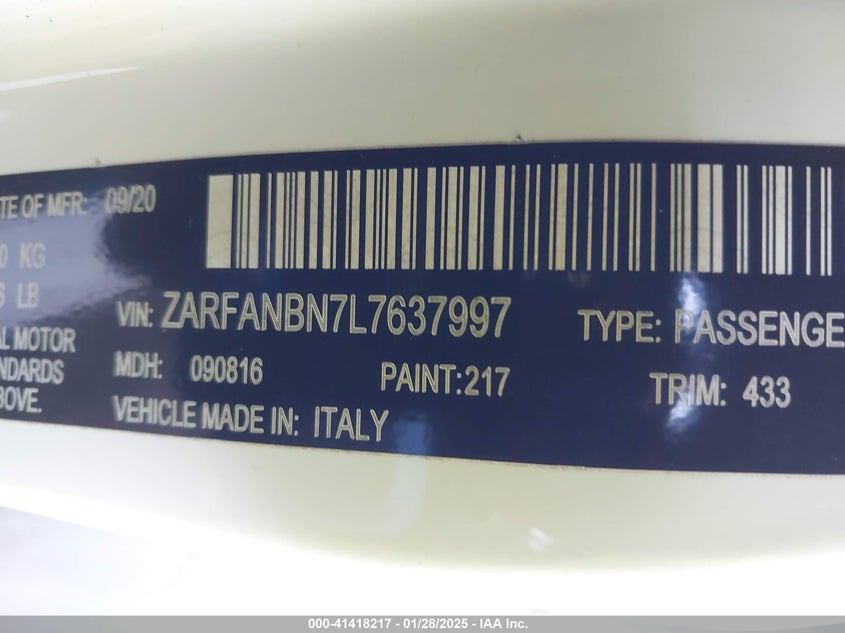 TE OF MFR: 09/20
0 KG
LB
VIN: ZARFANBN7L7637997 TYPE: PASSENGE
L MOTOR
MDH: 090816 PAINT:217 TRIM: 433
NDARDS
BOVE. VEHICLE MADE IN: ITALY
000-41418217 - 01/28/2025 - IAA Inc.